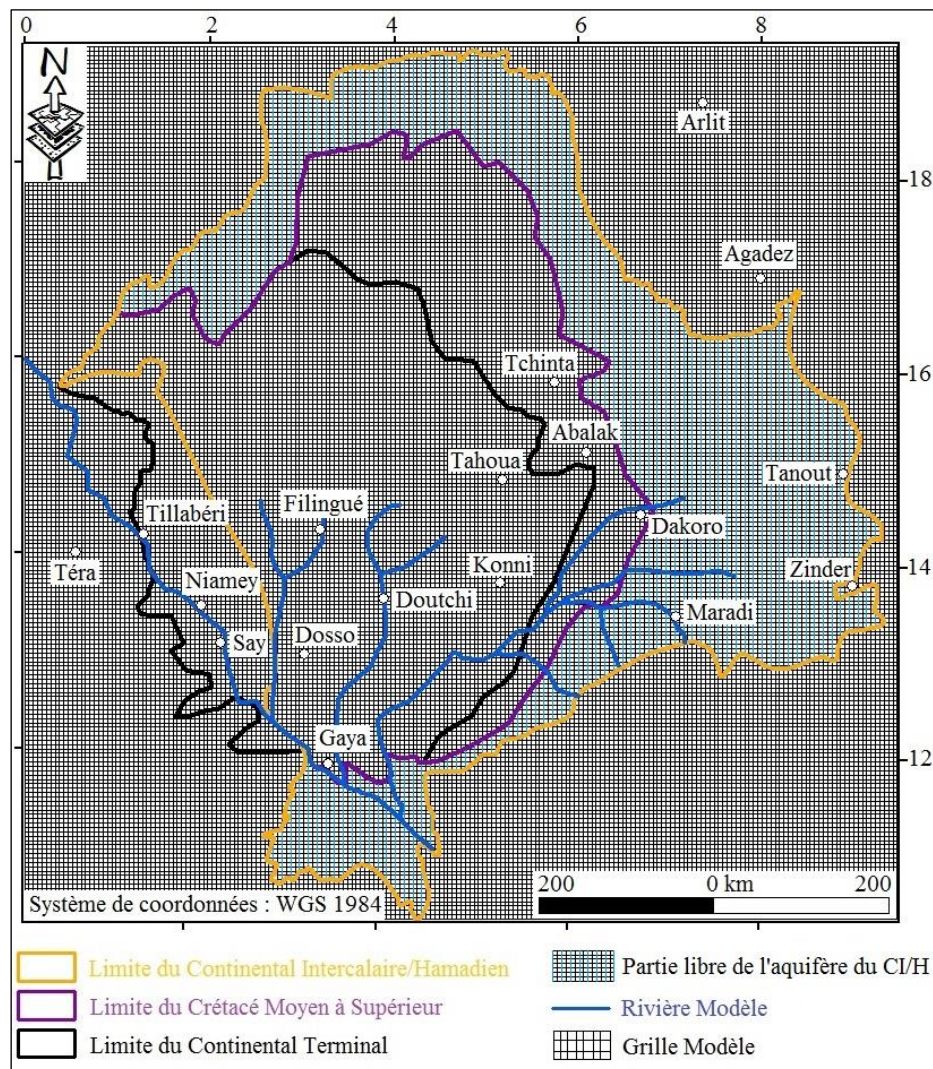 0 2 4 6 8
N
Arlit
18
Agadez
16
Tchinta
Abalak
Tahoua
Tanout
Filingué
Tillabéri
Dakoro
Téra
Konni
Zinder
14
Niamey
Doutchi
Maradi
Say
Dosso
Gaya
12
200 0 km 200
Système de coordonnées : WGS 1984
Limite du Continental Intercalaire/Hamadien
Partie libre de l'aquifère du CI/H
Limite du Crétacé Moyen à Supérieur
Rivière Modèle
Limite du Continental Terminal
Grille Modèle